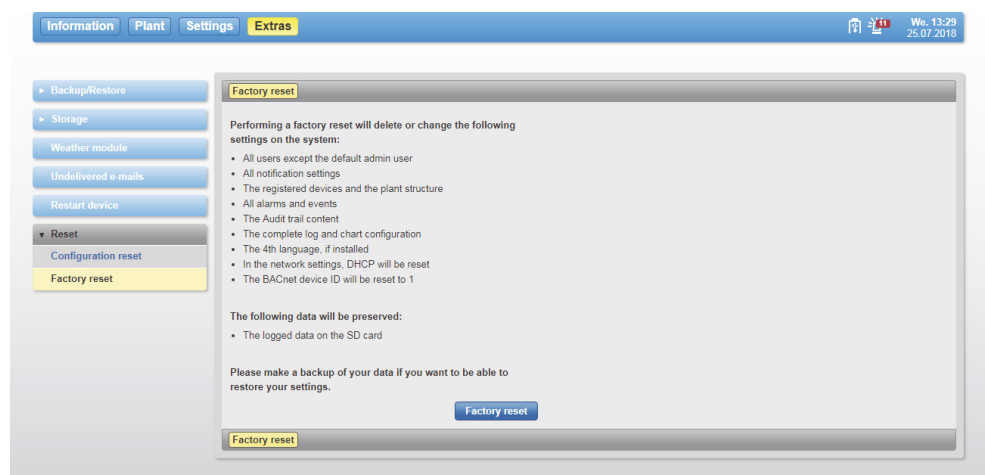 Information Plant Settings Extras
11
We. 13:29
25.07.2018
Backup/Restore
Storage
Weather module
Undelivered e-mails
Restart device
Reset
Configuration reset
Factory reset
Factory reset
Performing a factory reset will delete or change the following
settings on the system:
• All users except the default admin user
• All notification settings
• The registered devices and the plant structure
• All alarms and events
• The Audit trail content
• The complete log and chart configuration
• The 4th language, if installed
• In the network settings, DHCP will be reset
• The BACnet device ID will be reset to 1
The following data will be preserved:
• The logged data on the SD card
Please make a backup of your data if you want to be able to
restore your settings.
Factory reset
Factory reset